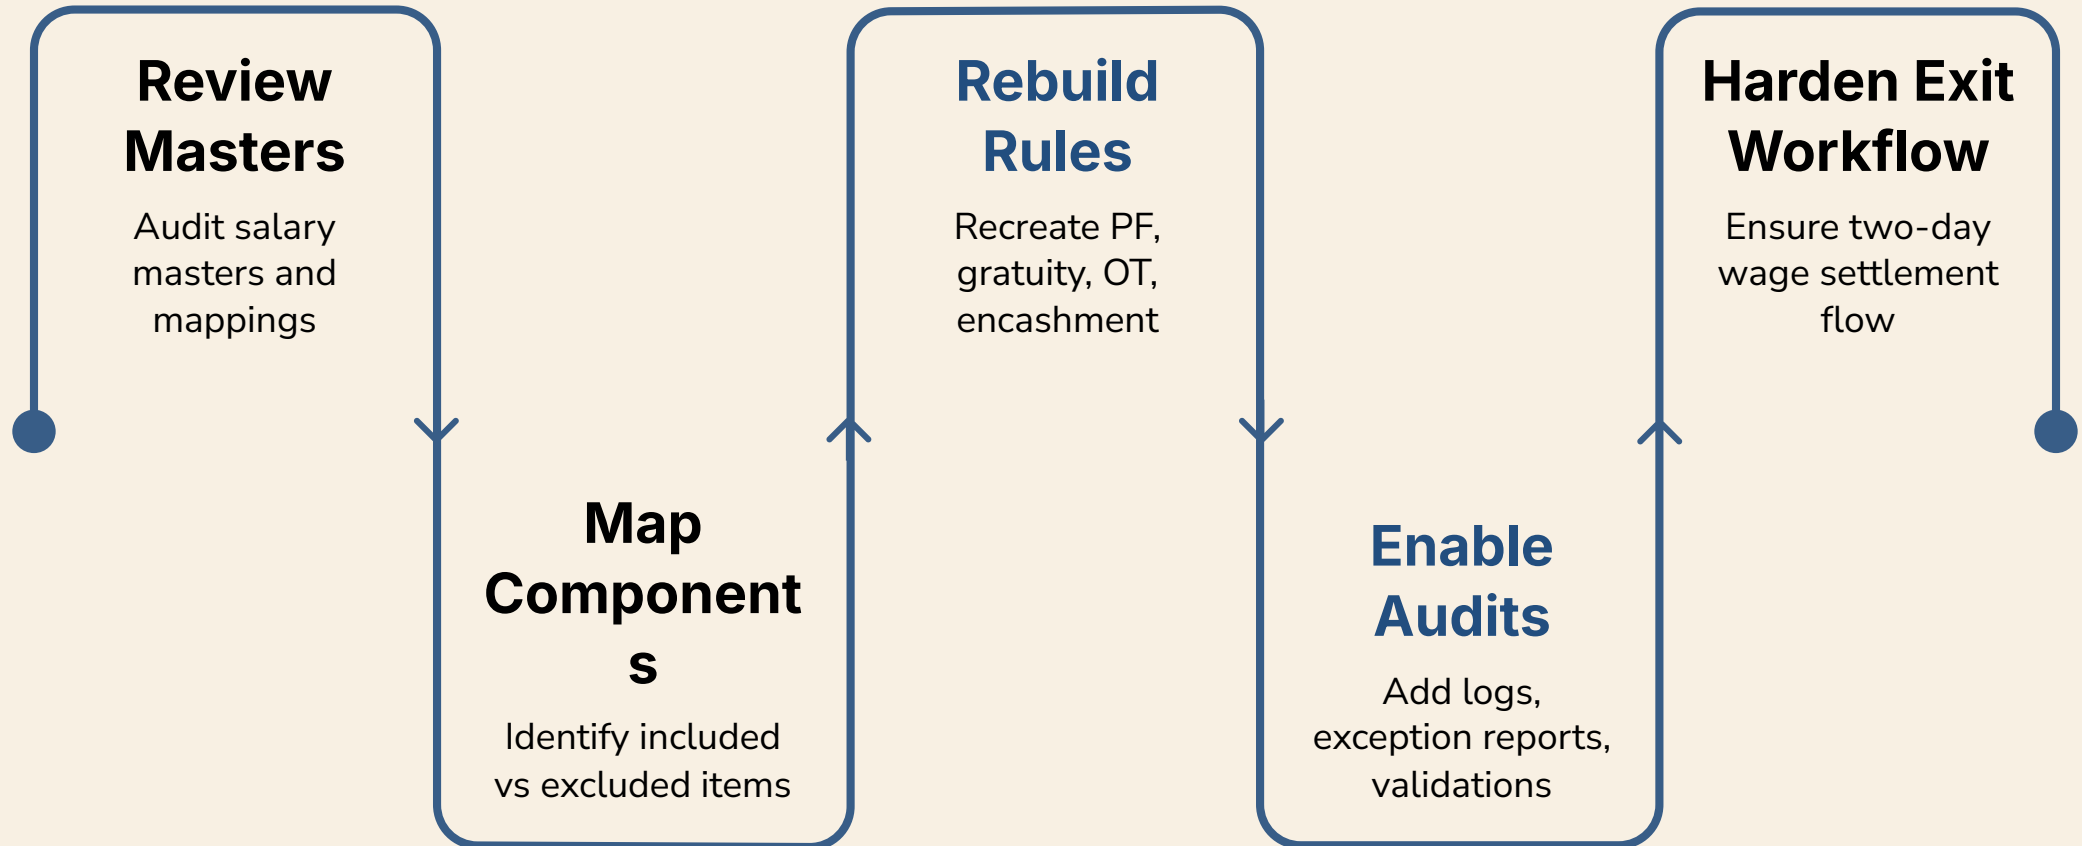 Review
Masters
Audit salary
masters and
mappings
Map
Component
s
Identify included
vs excluded items
Rebuild
Rules
Recreate PF,
gratuity, OT,
encashment
Enable
Audits
Add logs,
exception reports,
validations
Harden Exit
Workflow
Ensure two-day
wage settlement
flow